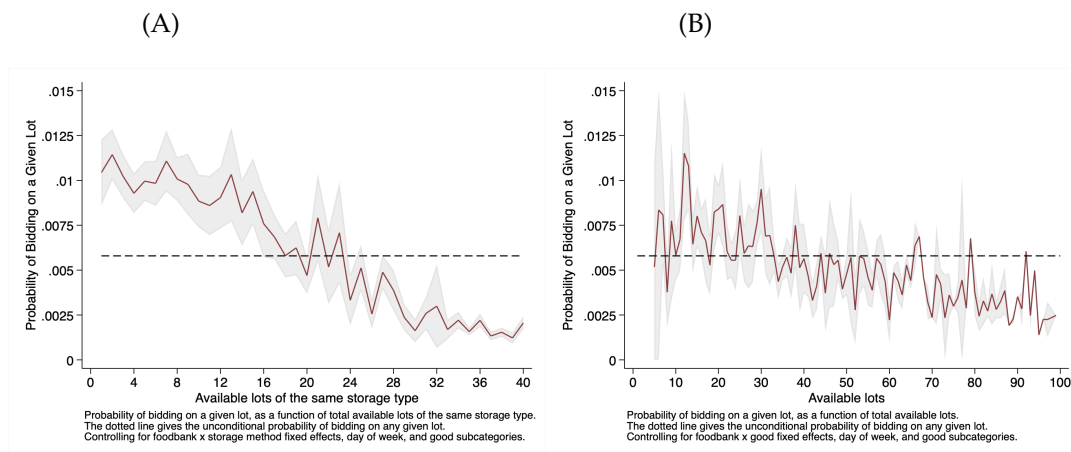 (A)
(B)
Probability of Bidding on a Given Lot
.015
.0125
.01
.0075
.005
.0025
0
0 4 8 12 16 20 24 28 32 36 40
Available lots of the same storage type
Probability of bidding on a given lot, as a function of total available lots of the same storage type.
The dotted line gives the unconditional probability of bidding on any given lot.
Controlling for foodbank x storage method fixed effects, day of week, and good subcategories.
Probability of Bidding on a Given Lot
.015
.0125
.01
.0075
.005
.0025
0
0 10 20 30 40 50 60 70 80 90 100
Available lots
Probability of bidding on a given lot, as a function of total available lots.
The dotted line gives the unconditional probability of bidding on any given lot.
Controlling for foodbank x good fixed effects, day of week, and good subcategories.